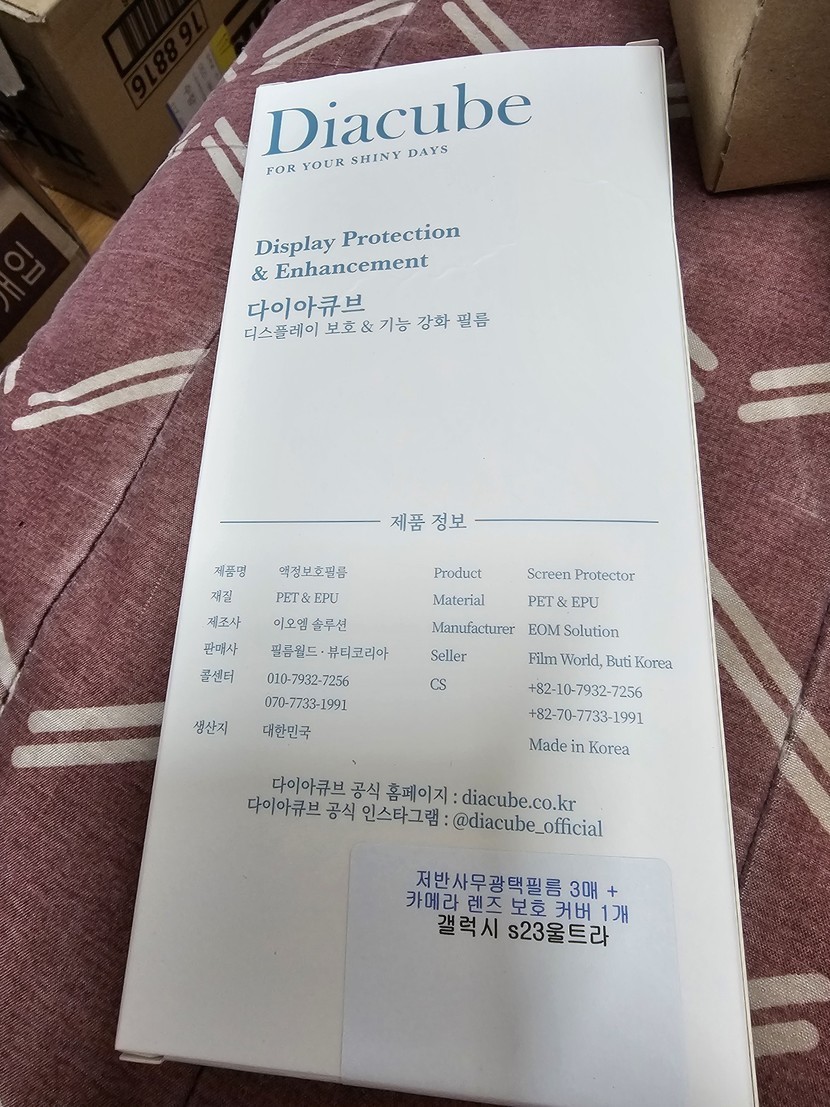 9188 91
개입
Diacube
FOR YOUR SHINY DAYS
Display Protection
& Enhancement
다이아큐브
디스플레이 보호 & 기능 강화 필름
제품 정보
제품명 액정보호필름
재질 PET & EPU
제조사 이오엠 솔루션
판매사 필름월드 · 뷰티코리아
콜센터 010-7932-7256
070-7733-1991
생산지 대한민국
Product Screen Protector
Material PET & EPU
Manufacturer EOM Solution
Seller Film World, Buti Korea
CS +82-10-7932-7256
+82-70-7733-1991
Made in Korea
다이아큐브 공식 홈페이지 : diacube.co.kr
다이아큐브 공식 인스타그램 : @diacube_official
저반사무광택필름 3매 +
카메라 렌즈 보호 커버 1개
갤럭시 s23울트라